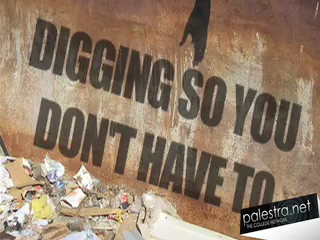 DIGGING SO YOU
DON'T HAVE TO
palestra.net
THE COLLEGE NETWORK